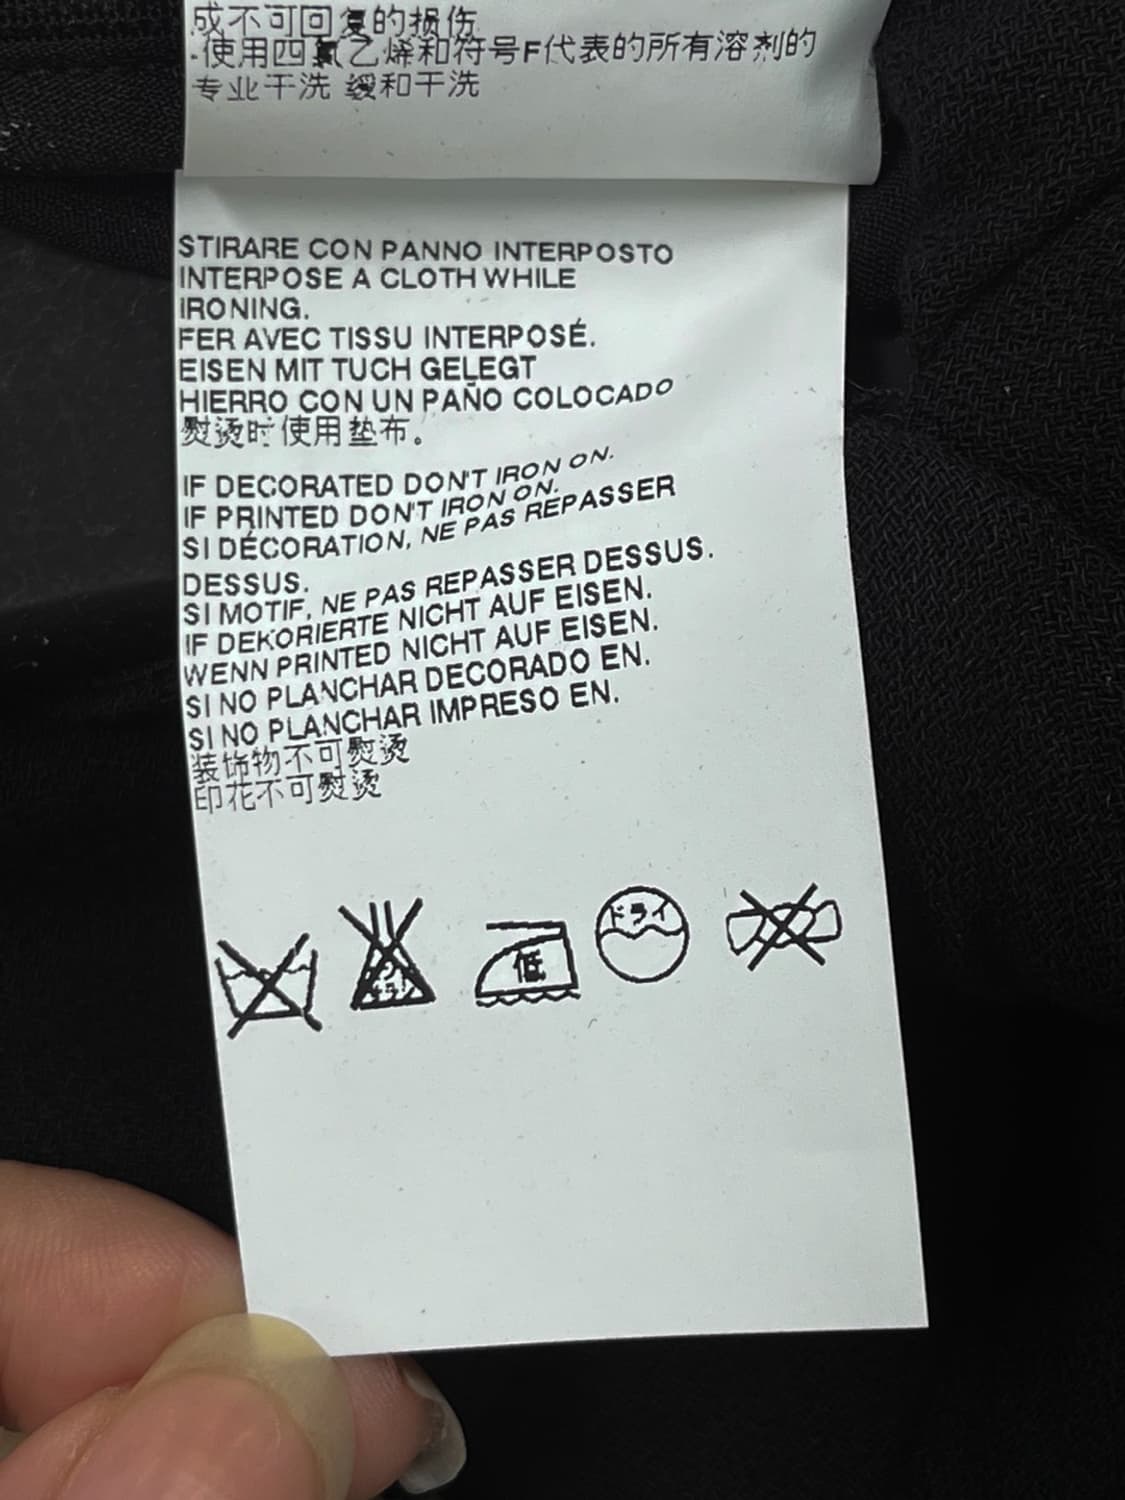 成不可回复的损伤
-使用四氯乙烯和符号F代表的所有溶剂的
专业干洗 缓和干洗
STIRARE CON PANNO INTERPOSTO
INTERPOSE A CLOTH WHILE
IRONING.
FER AVEC TISSU INTERPOSÉ.
EISEN MIT TUCH GELEGT
HIERRO CON UN PAÑO COLOCADO
熨烫时使用垫布。
IF DECORATED DON'T IRON ON.
IF PRINTED DON'T IRON ON.
SI DÉCORATION, NE PAS REPASSER
DESSUS.
SI MOTIF, NE PAS REPASSER DESSUS.
IF DEKORIERTE NICHT AUF EISEN.
WENN PRINTED NICHT AUF EISEN.
SI NO PLANCHAR DECORADO EN.
SI NO PLANCHAR IMPRESO EN.
装饰物不可熨烫
印花不可熨烫
低
ドライ